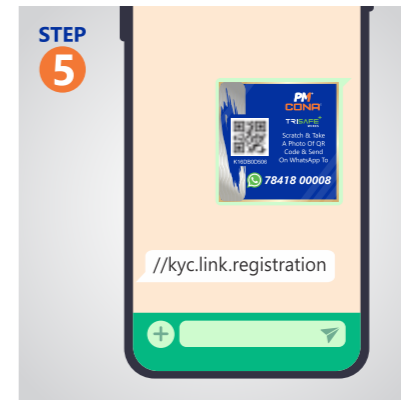 STEP
5
PM
CONA
TRISAFE
Scratch & Take
A Photo Of QR
Code & Send
On WhatsApp To
K16DB0D506
78418 00008
//kyc.link.registration